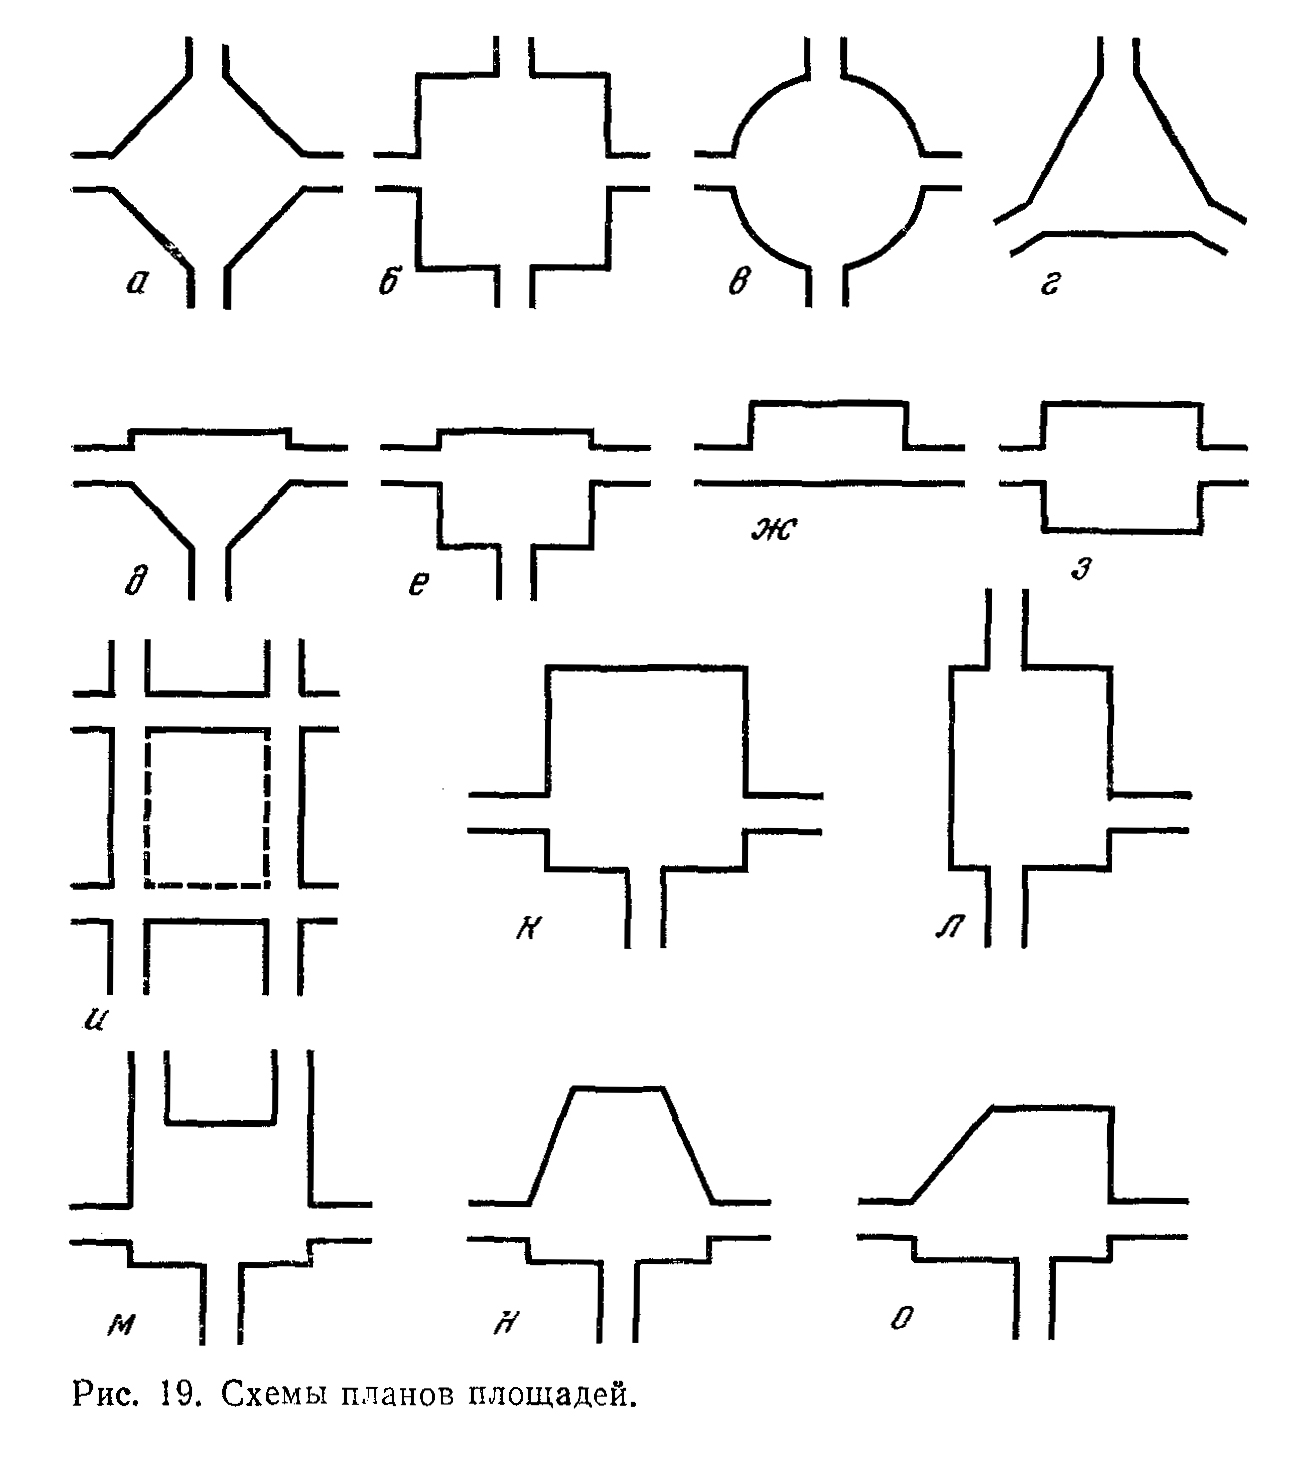 а б в г
д е ж з
и к л
м н о
Рис. 19. Схемы планов площадей.